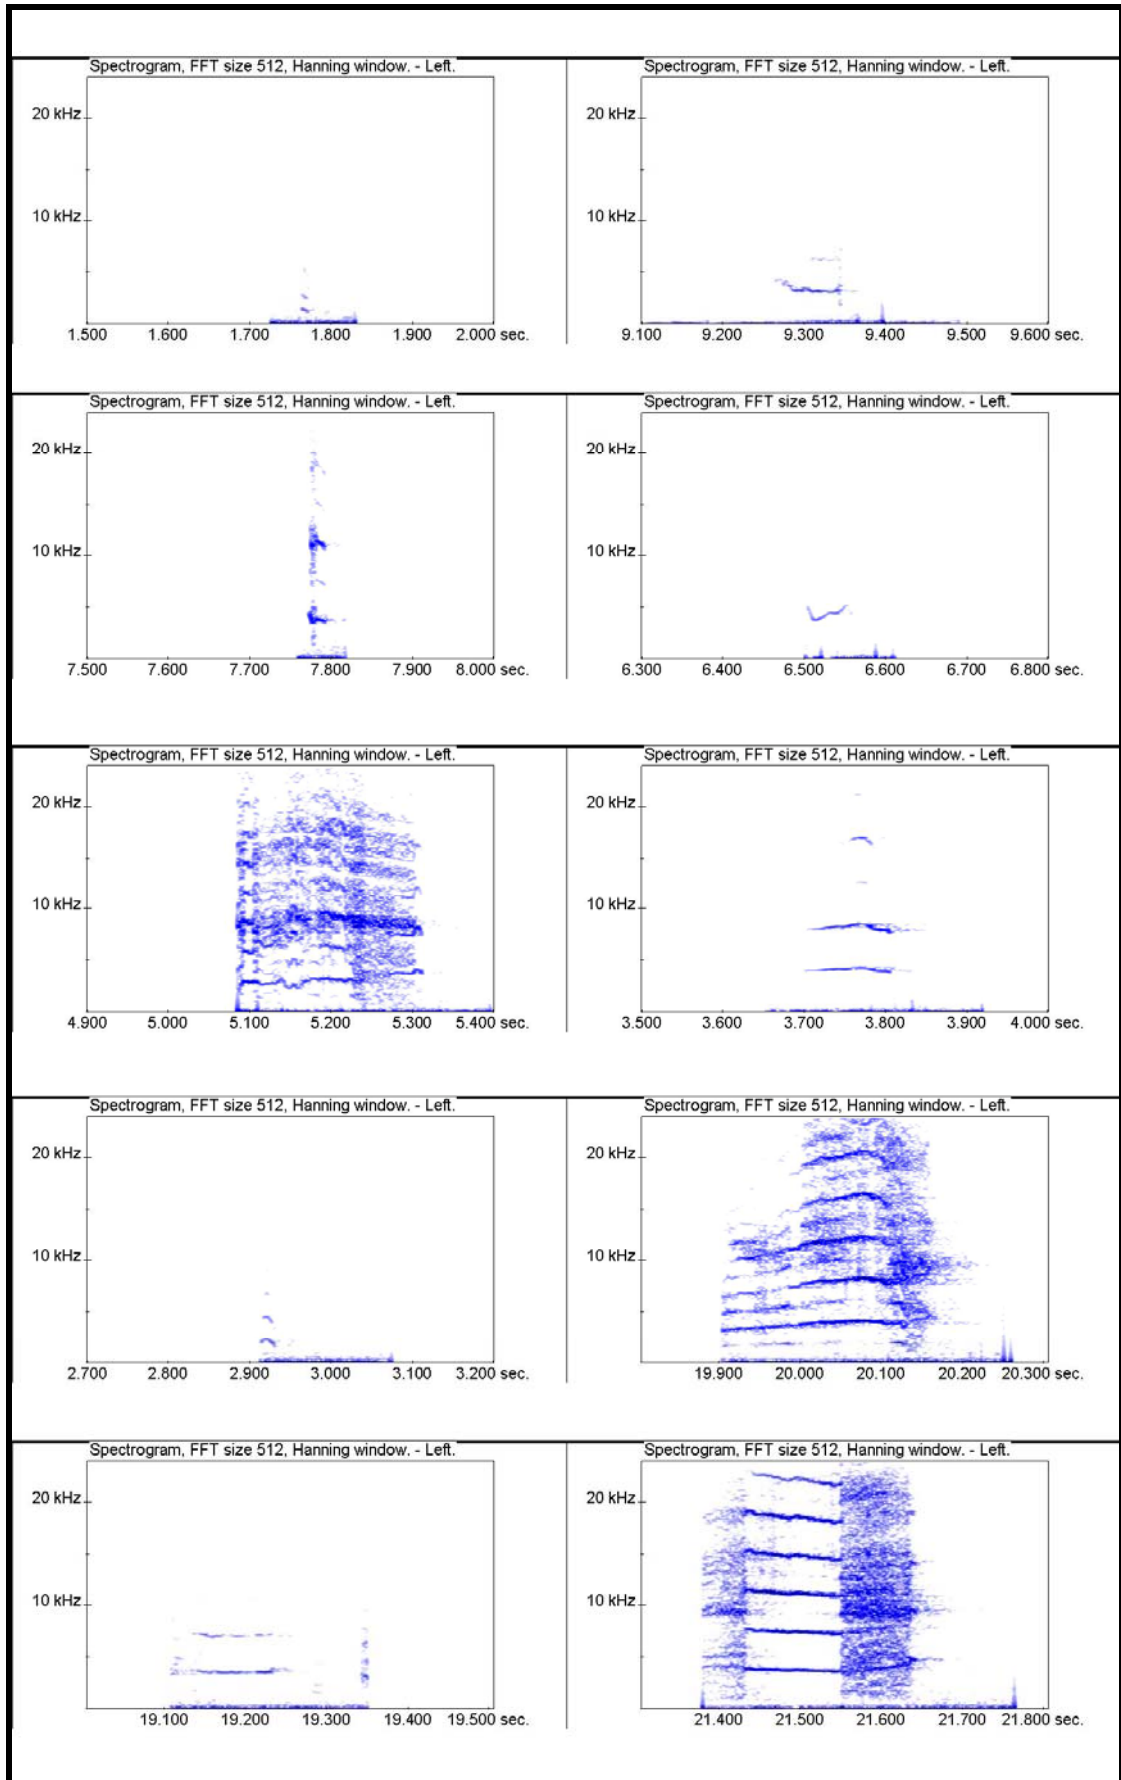 Spectrogram, FFT size 512, Hanning window. - Left.
20 kHz
10 kHz
1.500 1.600 1.700 1.800 1.900 2.000 sec.
Spectrogram, FFT size 512, Hanning window. - Left.
20 kHz
10 kHz
9.100 9.200 9.300 9.400 9.500 9.600 sec.
Spectrogram, FFT size 512, Hanning window. - Left.
20 kHz
10 kHz
7.500 7.600 7.700 7.800 7.900 8.000 sec.
Spectrogram, FFT size 512, Hanning window. - Left.
20 kHz
10 kHz
6.300 6.400 6.500 6.600 6.700 6.800 sec.
Spectrogram, FFT size 512, Hanning window. - Left.
20 kHz
10 kHz
4.900 5.000 5.100 5.200 5.300 5.400 sec.
Spectrogram, FFT size 512, Hanning window. - Left.
20 kHz
10 kHz
3.500 3.600 3.700 3.800 3.900 4.000 sec.
Spectrogram, FFT size 512, Hanning window. - Left.
20 kHz
10 kHz
2.700 2.800 2.900 3.000 3.100 3.200 sec.
Spectrogram, FFT size 512, Hanning window. - Left.
20 kHz
10 kHz
19.900 20.000 20.100 20.200 20.300 sec.
Spectrogram, FFT size 512, Hanning window. - Left.
20 kHz
10 kHz
19.100 19.200 19.300 19.400 19.500 sec.
Spectrogram, FFT size 512, Hanning window. - Left.
20 kHz
10 kHz
21.400 21.500 21.600 21.700 21.800 sec.